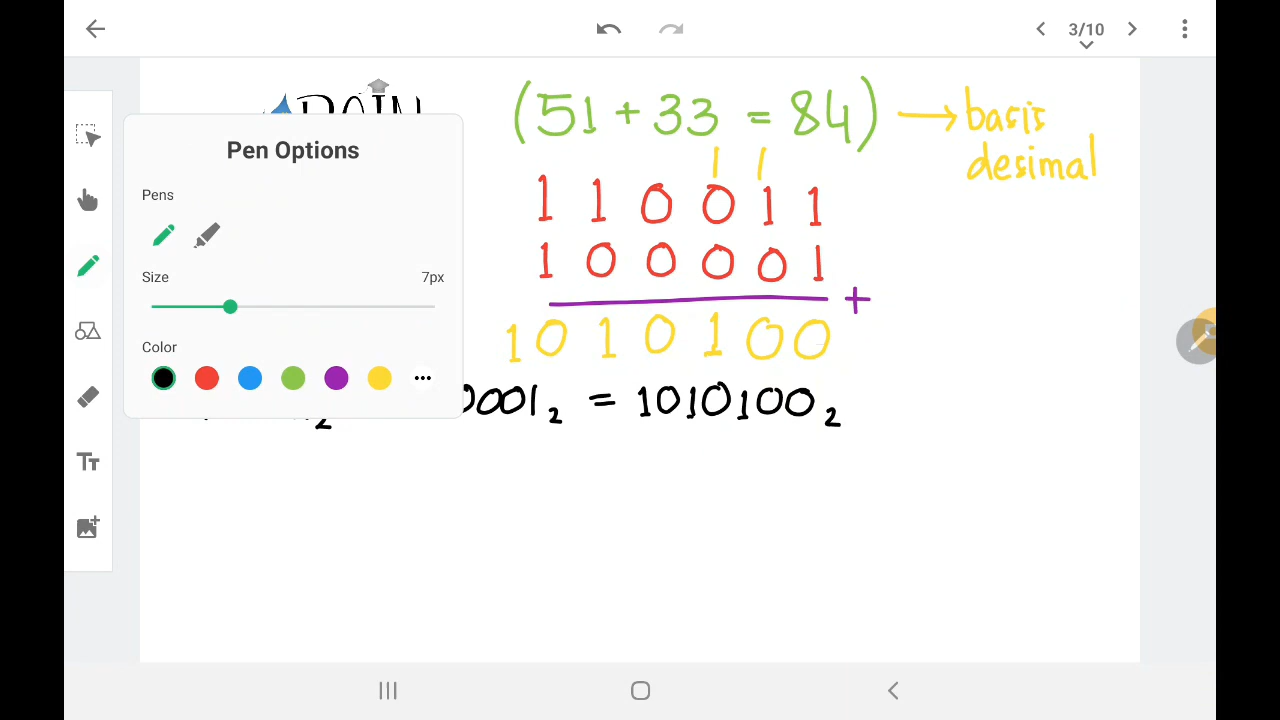 3/10
(51 + 33 = 84) → basis
desimal
Pen Options
Pens
Size 7px
Color
1 1
1 1 0 0 1 1
1 0 0 0 0 1
+
1 0 1 0 1 0 0
0001₂ = 1010100₂
Tт